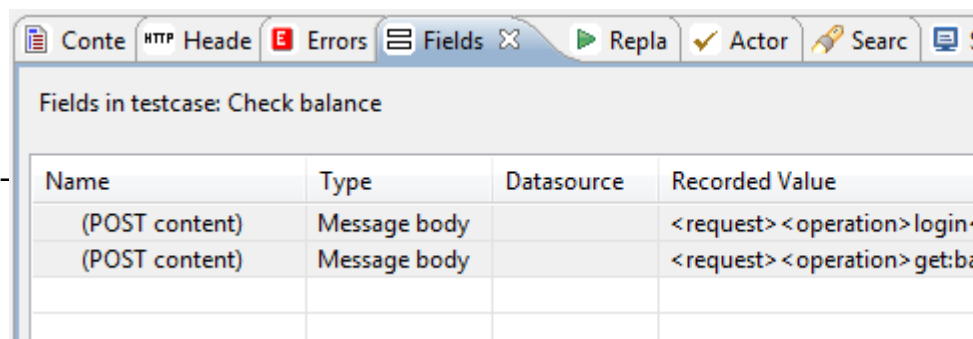 Conte HTTP Heade E Errors Fields Repla Actor Searc
Fields in testcase: Check balance
Name Type Datasource Recorded Value
(POST content) Message body <request><operation>login<
(POST content) Message body <request><operation>get:ba